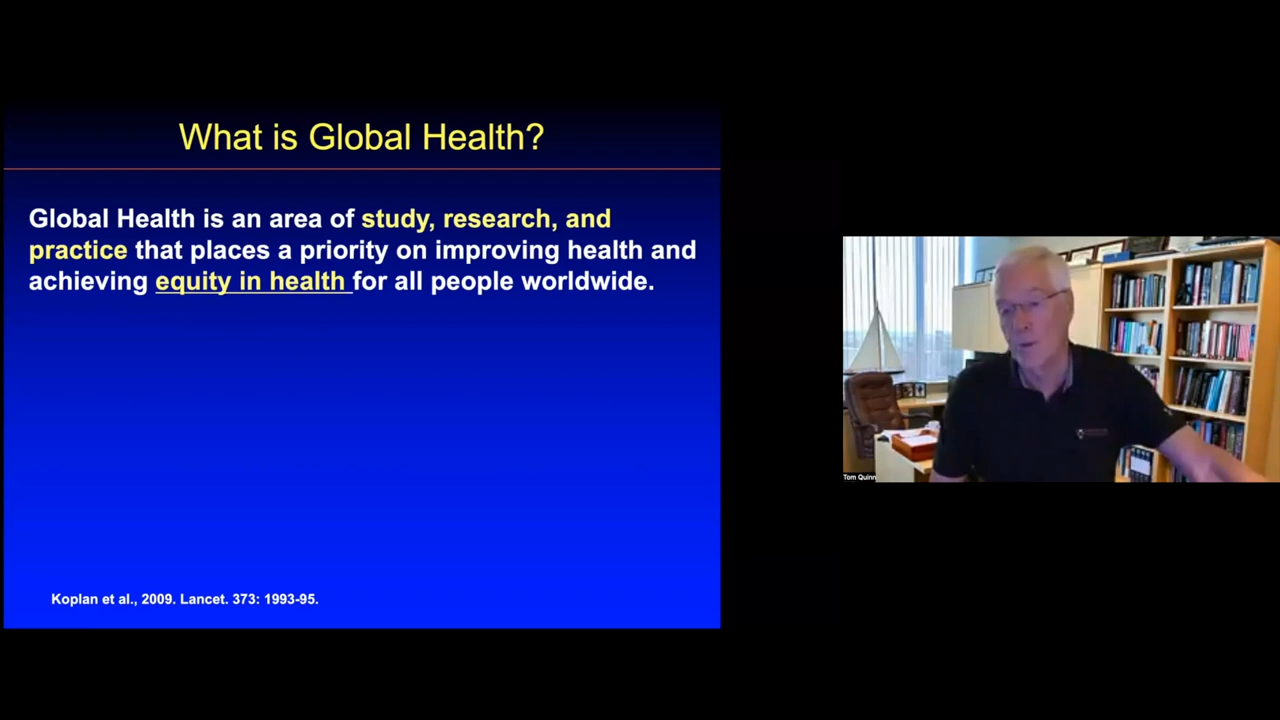 What is Global Health?
Global Health is an area of study, research, and
practice that places a priority on improving health and
achieving equity in health for all people worldwide.
Koplan et al., 2009. Lancet. 373: 1993-95.
Tom Quinn